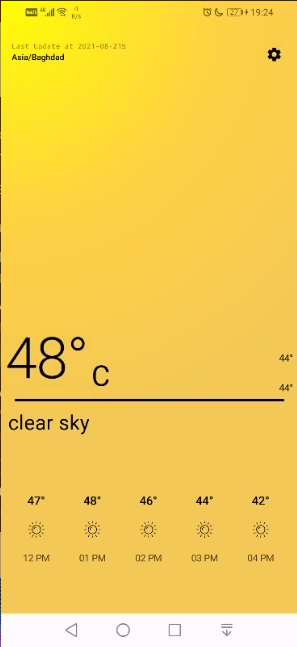 19:24
Last Update at 2021-08-215
Asia/Baghdad
48°C
44°
44°
clear sky
47° 48° 46° 44° 42°
12 PM 01 PM 02 PM 03 PM 04 PM